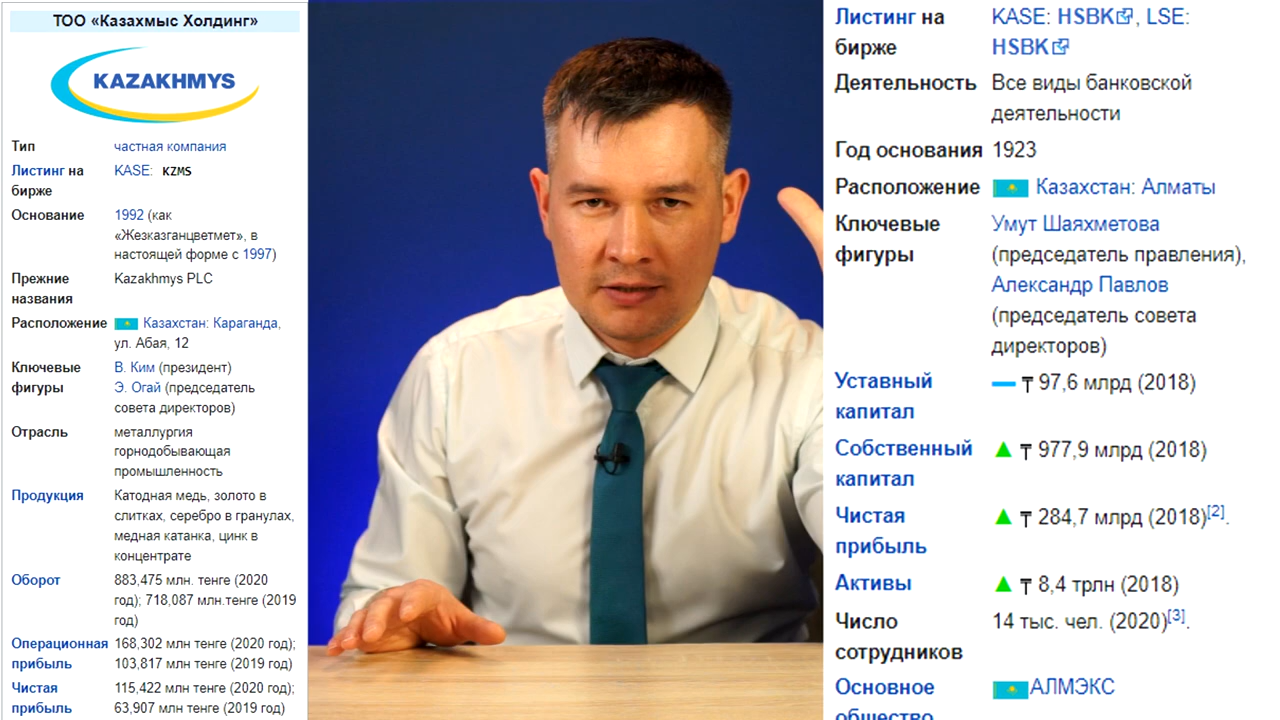 ТОО «Казахмыс Холдинг»
KAZAKHMYS
Тип частная компания
Листинг на KASE: KZMS
бирже
Основание 1992 (как
«Жезказганцветмет», в
настоящей форме с 1997)
Прежние Kazakhmys PLC
названия
Расположение Казахстан: Караганда,
ул. Абая, 12
Ключевые В. Ким (президент)
фигуры Э. Огай (председатель
совета директоров)
Отрасль металлургия
горнодобывающая
промышленность
Продукция Катодная медь, золото в
слитках, серебро в гранулах,
медная катанка, цинк в
концентрате
Оборот 883,475 млн. тенге (2020
год); 718,087 млн.тенге (2019
год)
Операционная 168,302 млн тенге (2020 год);
прибыль 103,817 млн тенге (2019 год)
Чистая 115,422 млн тенге (2020 год);
прибыль 63,907 млн тенге (2019 год)
Листинг на KASE: HSBK, LSE:
бирже HSBK
Деятельность Все виды банковской
деятельности
Год основания 1923
Расположение Казахстан: Алматы
Ключевые Умут Шаяхметова
фигуры (председатель правления),
Александр Павлов
(председатель совета
директоров)
Уставный ₸ 97,6 млрд (2018)
капитал
Собственный ₸ 977,9 млрд (2018)
капитал
Чистая ₸ 284,7 млрд (2018)[2].
прибыль
Активы ₸ 8,4 трлн (2018)
Число 14 тыс. чел. (2020)[3].
сотрудников
Основное АЛМЭКС
общество